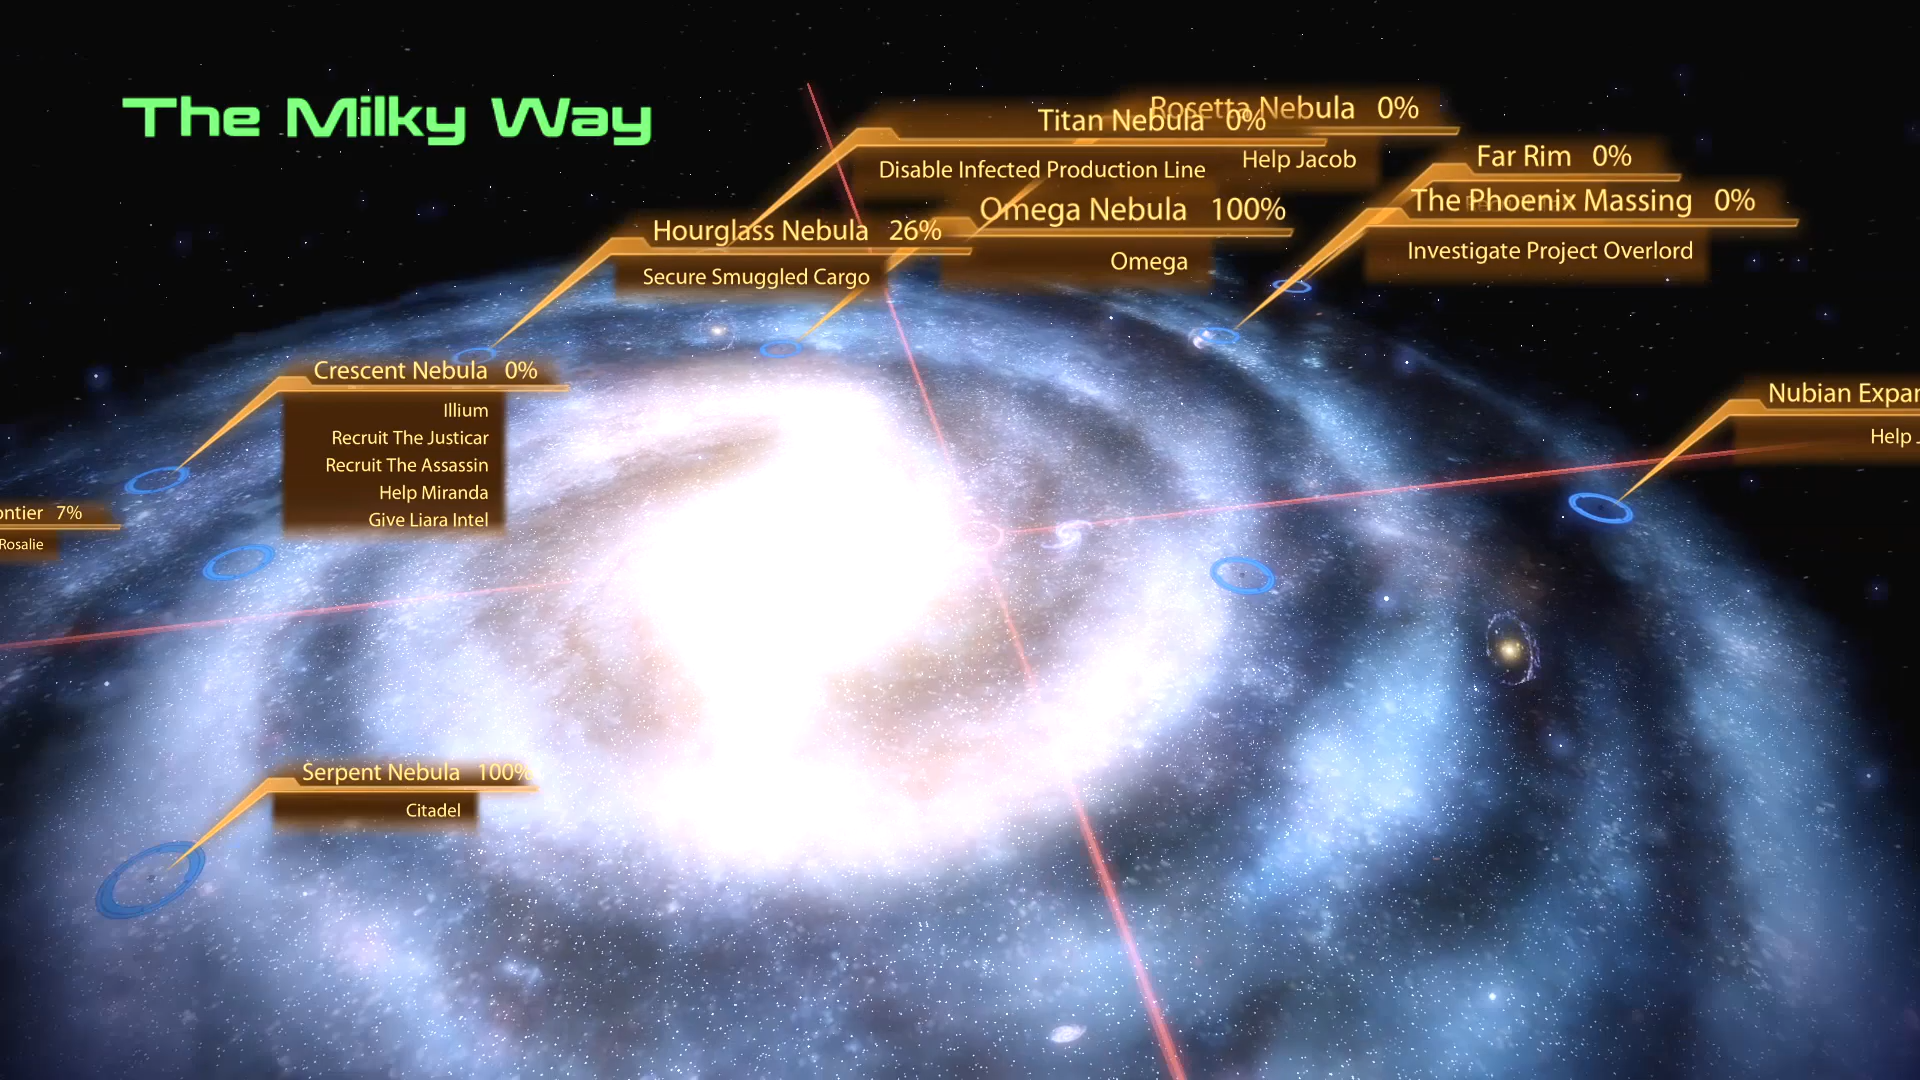 The Milky Way
Rosetta Nebula 0%
Help Jacob
Titan Nebula 0%
Disable Infected Production Line
Far Rim 0%
The Phoenix Massing 0%
Investigate Project Overlord
Omega Nebula 100%
Omega
Hourglass Nebula 26%
Secure Smuggled Cargo
Crescent Nebula 0%
Illium
Recruit The Justicar
Recruit The Assassin
Help Miranda
Give Liara Intel
Nubian Expan
Help
ontier 7%
Rosalie
Serpent Nebula 100%
Citadel